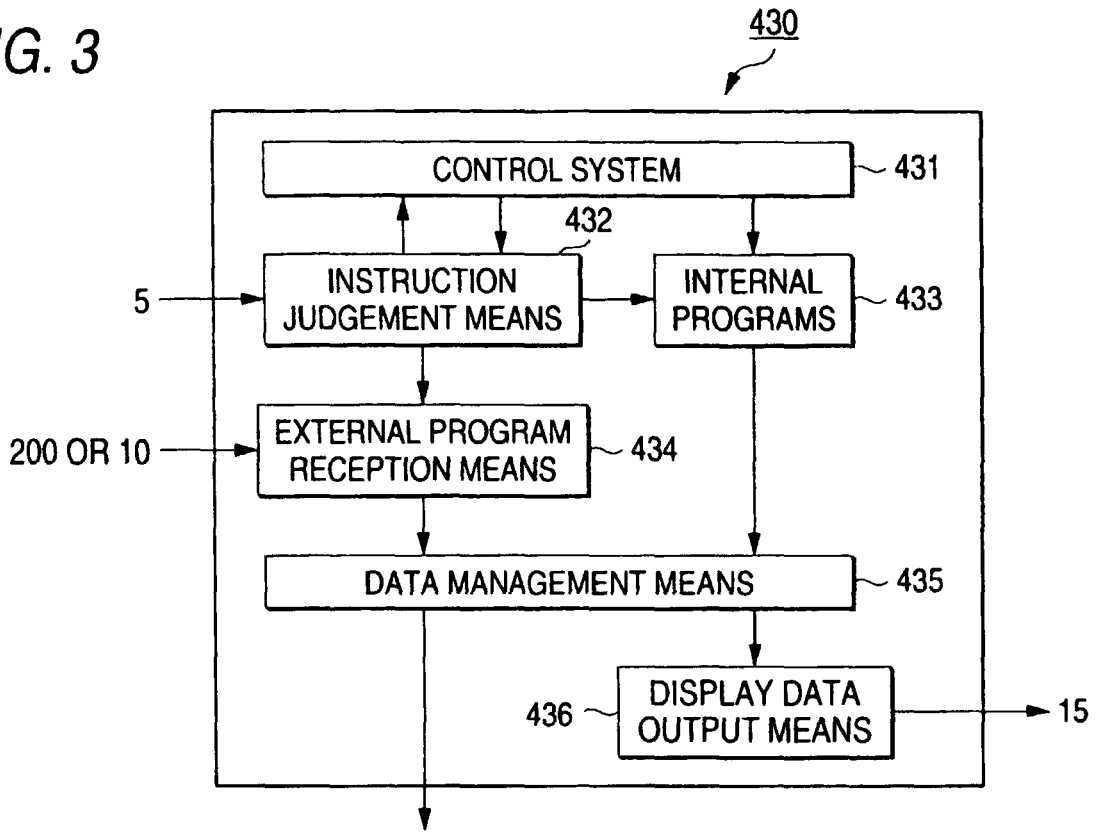 G. 3
430
CONTROL SYSTEM
431
432
5
INSTRUCTION
JUDGEMENT MEANS
INTERNAL
PROGRAMS
433
200 OR 10
EXTERNAL PROGRAM
RECEPTION MEANS
434
DATA MANAGEMENT MEANS
435
436
DISPLAY DATA
OUTPUT MEANS
15